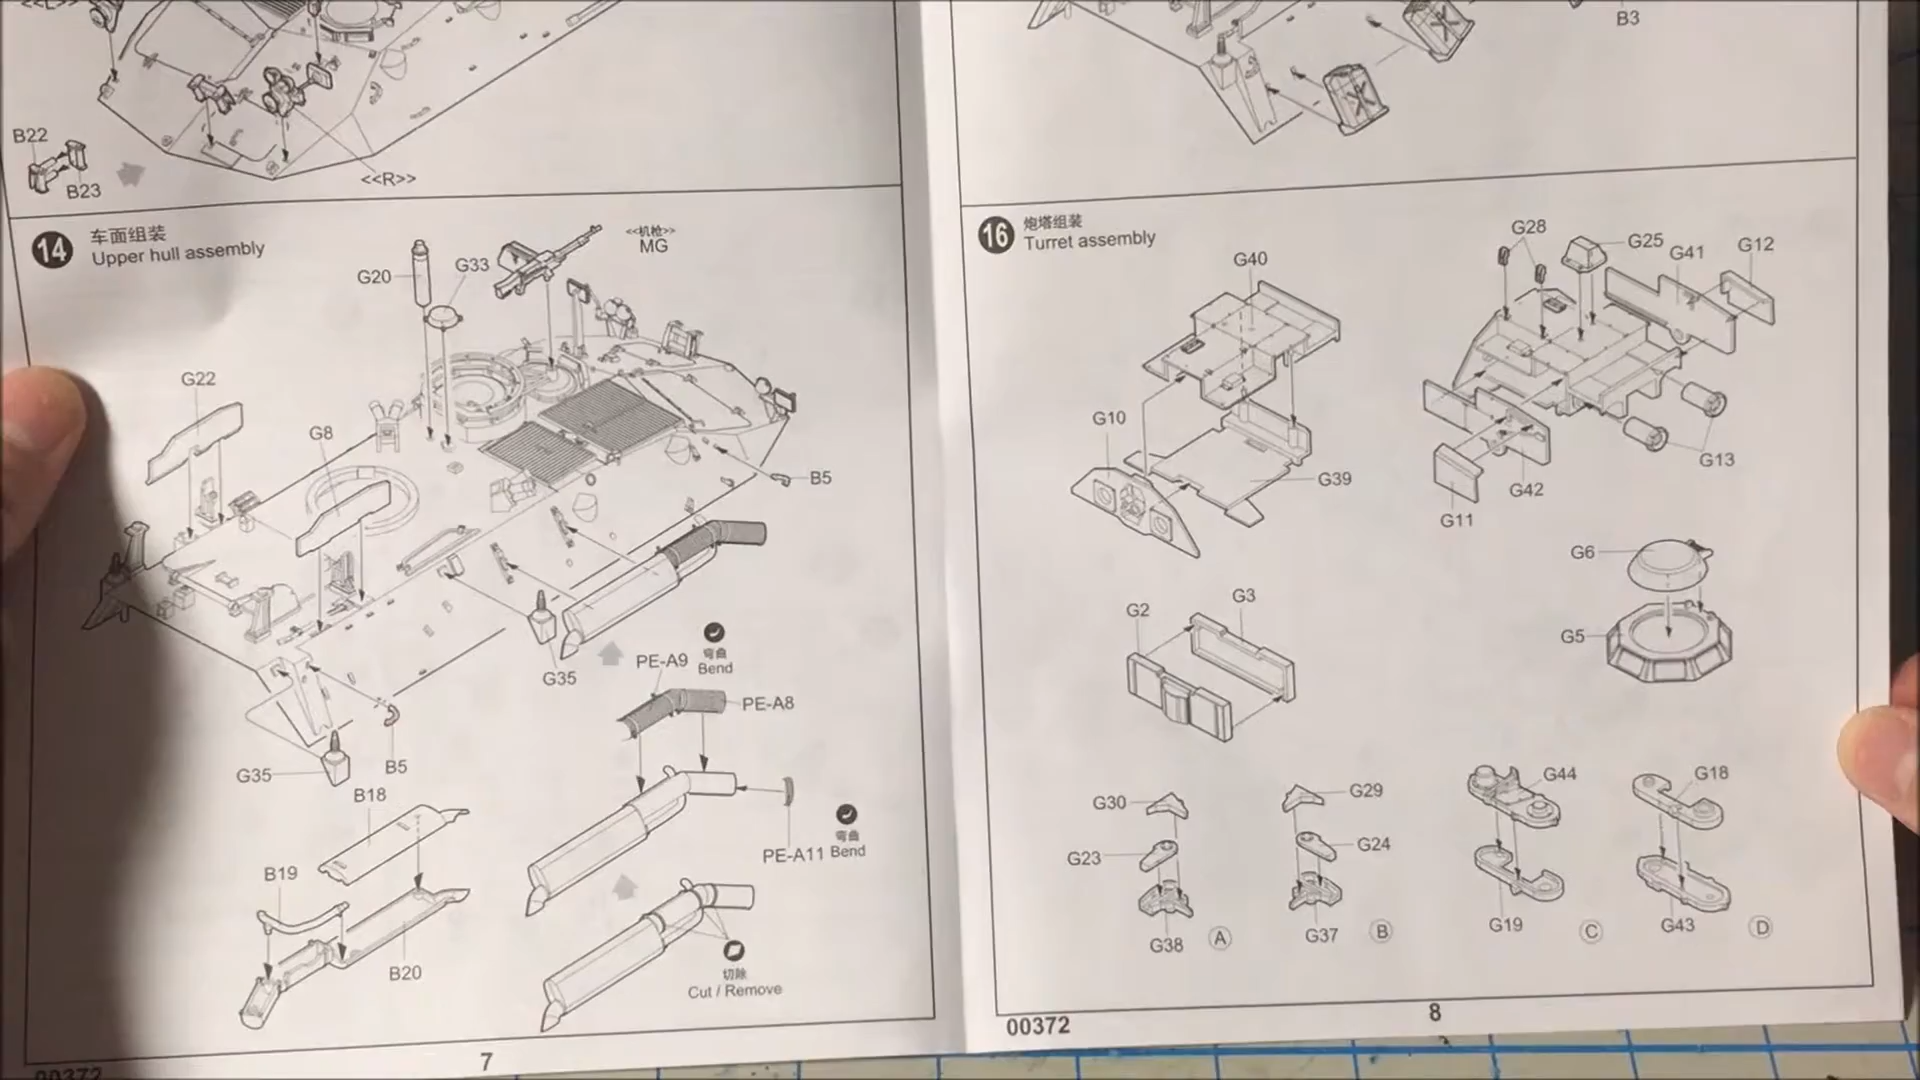 <<L>>
B22
B23
<<R>>
14
车面组装
Upper hull assembly
G20
G33
<<机枪>>
MG
G22
G8
B5
G35
PE-A9
弯曲
Bend
PE-A8
B5
G35
B18
PE-A11
弯曲
Bend
B19
B20
切除
Cut / Remove
7
00372
B3
16
炮塔组装
Turret assembly
G40
G28
G25
G41
G12
G10
G39
G13
G42
G11
G6
G5
G2
G3
G30
G23
G38
A
G29
G24
G37
B
G44
G19
C
G18
G43
D
00372
8